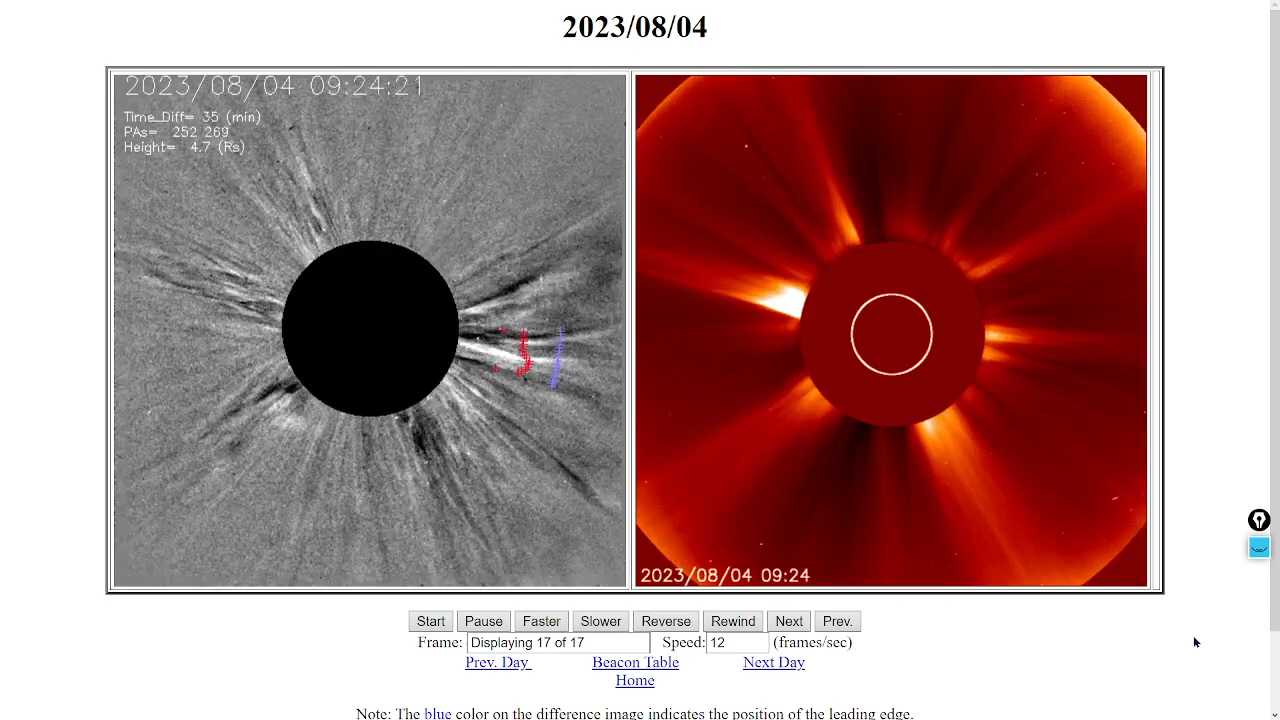 2023/08/04
2023/08/04 09:24:21
Time_Diff= 35 (min)
PAs= 252 269
Height= 4.7 (Rs)
2023/08/04 09:24
Start Pause Faster Slower Reverse Rewind Next Prev.
Frame: Displaying 17 of 17 Speed: 12 (frames/sec)
Prev. Day Beacon Table Next Day
Home
Note: The blue color on the difference image indicates the position of the leading edge.